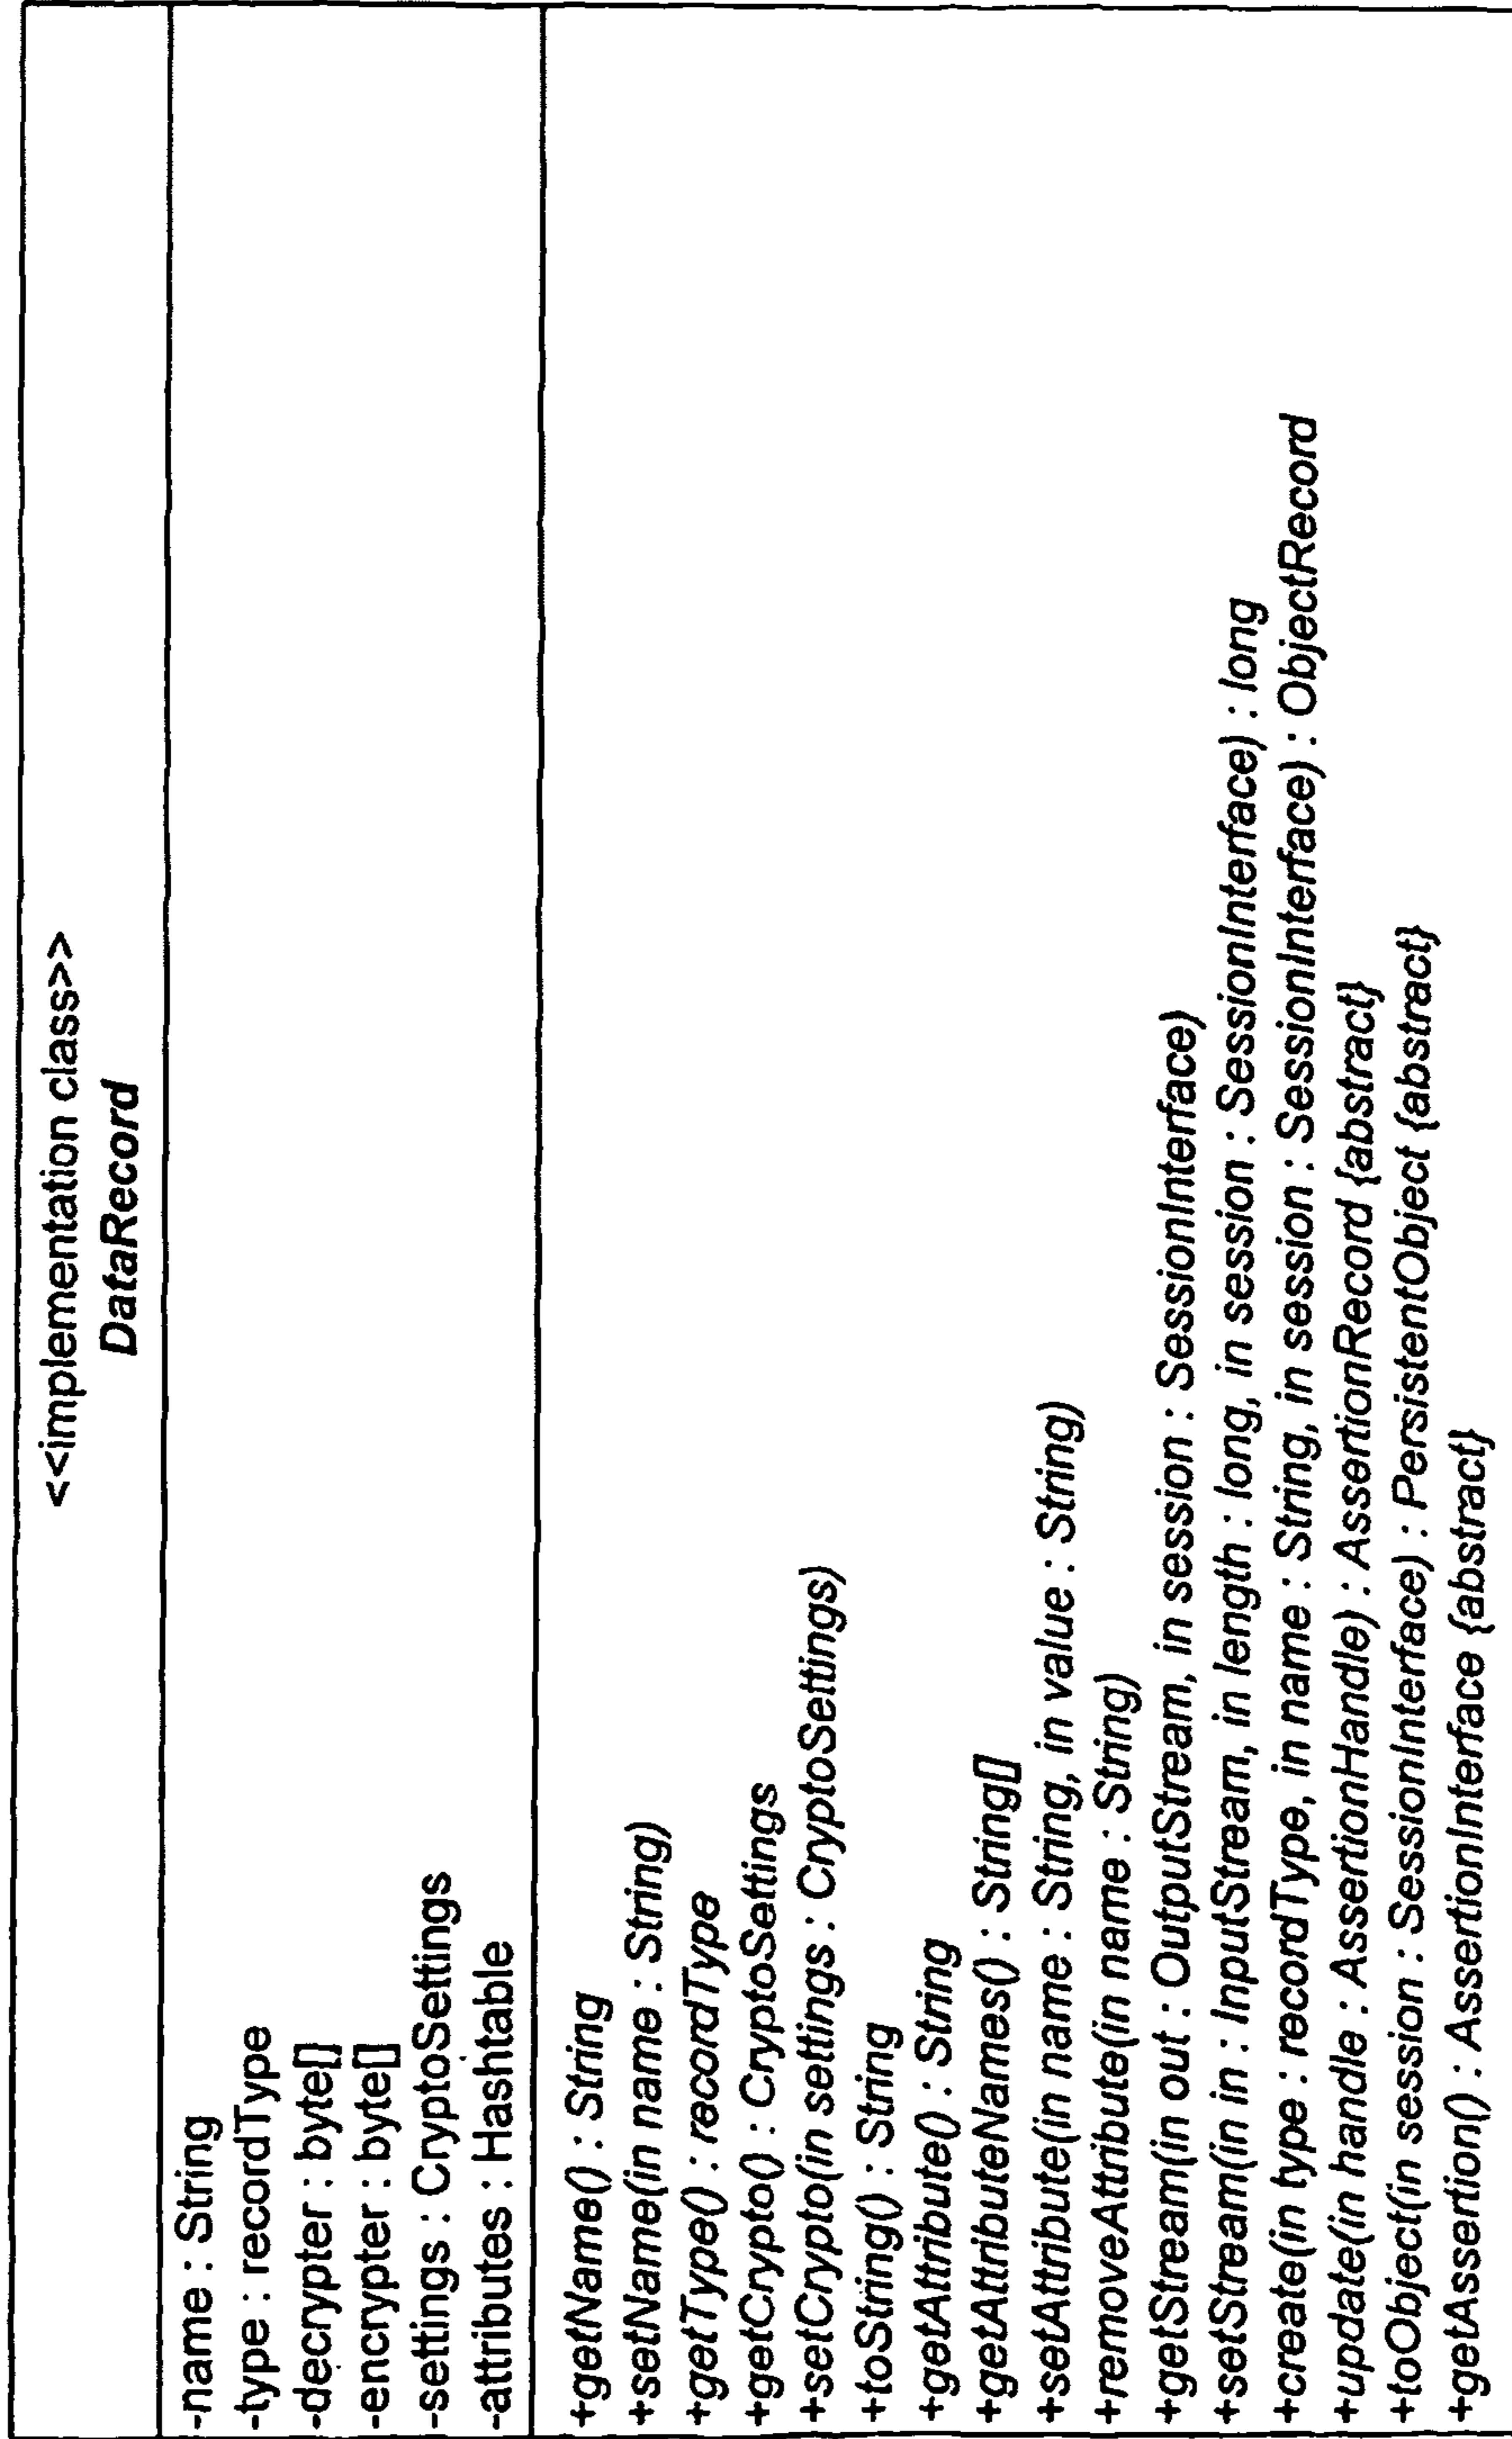 <<implementation class>>
DataRecord
-name : String
-type : recordType
-decrypter : byte[]
-encrypter : byte[]
-settings : CryptoSettings
-attributes : Hashtable
+getName() : String
+setName(in name : String)
+getType() : recordType
+getCrypto() : CryptoSettings
+setCrypto(in settings : CryptoSettings)
+toString() : String
+getAttribute() : String
+getAttributeNames() : String[]
+setAttribute(in name : String, in value : String)
+removeAttribute(in name : String)
+getStream(in out : OutputStream, in session : SessionInterface)
+setStream(in in : InputStream, in length : long, in session : SessionInterface) : long
+create(in type : recordType, in name : String, in session : SessionInterface) : ObjectRecord
+update(in handle : AssertionHandle) : AssertionRecord {abstract}
+toObject(in session : SessionInterface) : PersistentObject {abstract}
+getAssertion() : AssertionInterface {abstract}